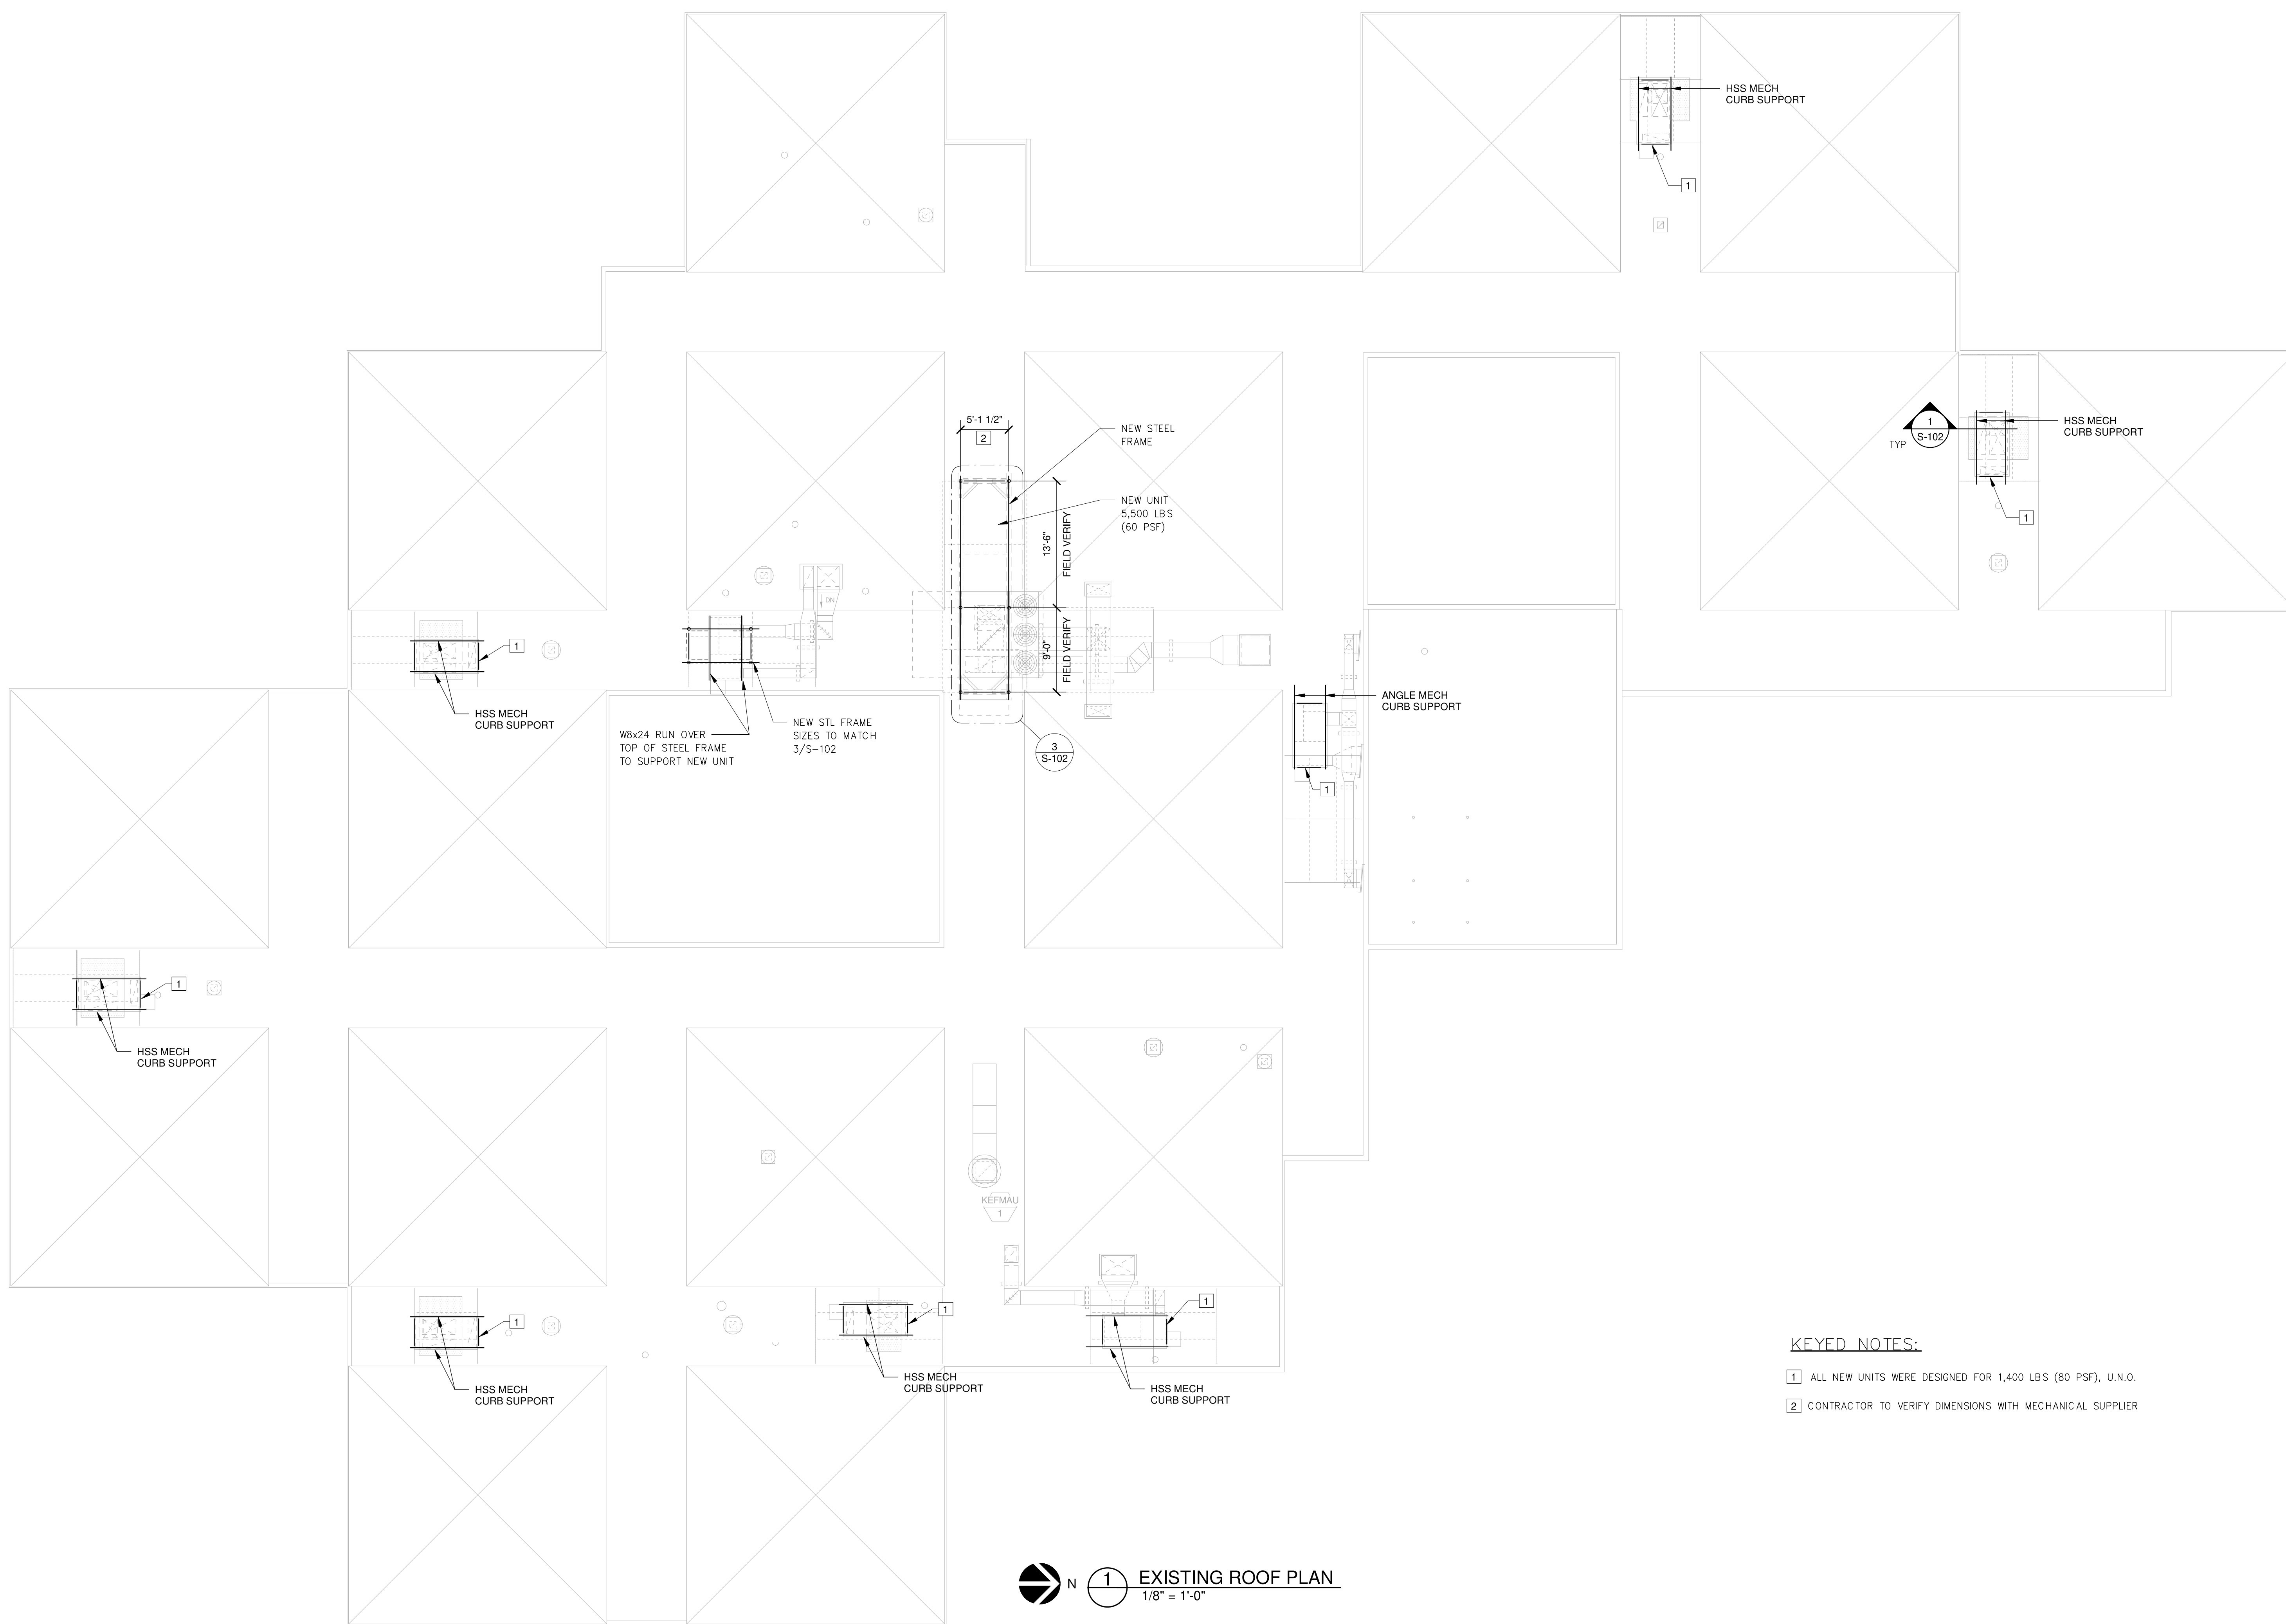 HSS MECH
CURB SUPPORT
1
5'-1 1/2"
2
NEW STEEL
FRAME
NEW UNIT
5,500 LBS
(60 PSF)
13'-6"
FIELD VERIFY
9'-0"
FIELD VERIFY
1
S-102
TYP
HSS MECH
CURB SUPPORT
1
DN
1
HSS MECH
CURB SUPPORT
W8x24 RUN OVER
TOP OF STEEL FRAME
TO SUPPORT NEW UNIT
NEW STL FRAME
SIZES TO MATCH
3/S-102
3
S-102
ANGLE MECH
CURB SUPPORT
1
1
HSS MECH
CURB SUPPORT
KEFMAU
1
1
HSS MECH
CURB SUPPORT
1
HSS MECH
CURB SUPPORT
1
HSS MECH
CURB SUPPORT
KEYED NOTES:
1 ALL NEW UNITS WERE DESIGNED FOR 1,400 LBS (80 PSF), U.N.O.
2 CONTRACTOR TO VERIFY DIMENSIONS WITH MECHANICAL SUPPLIER
N
1
EXISTING ROOF PLAN
1/8" = 1'-0"